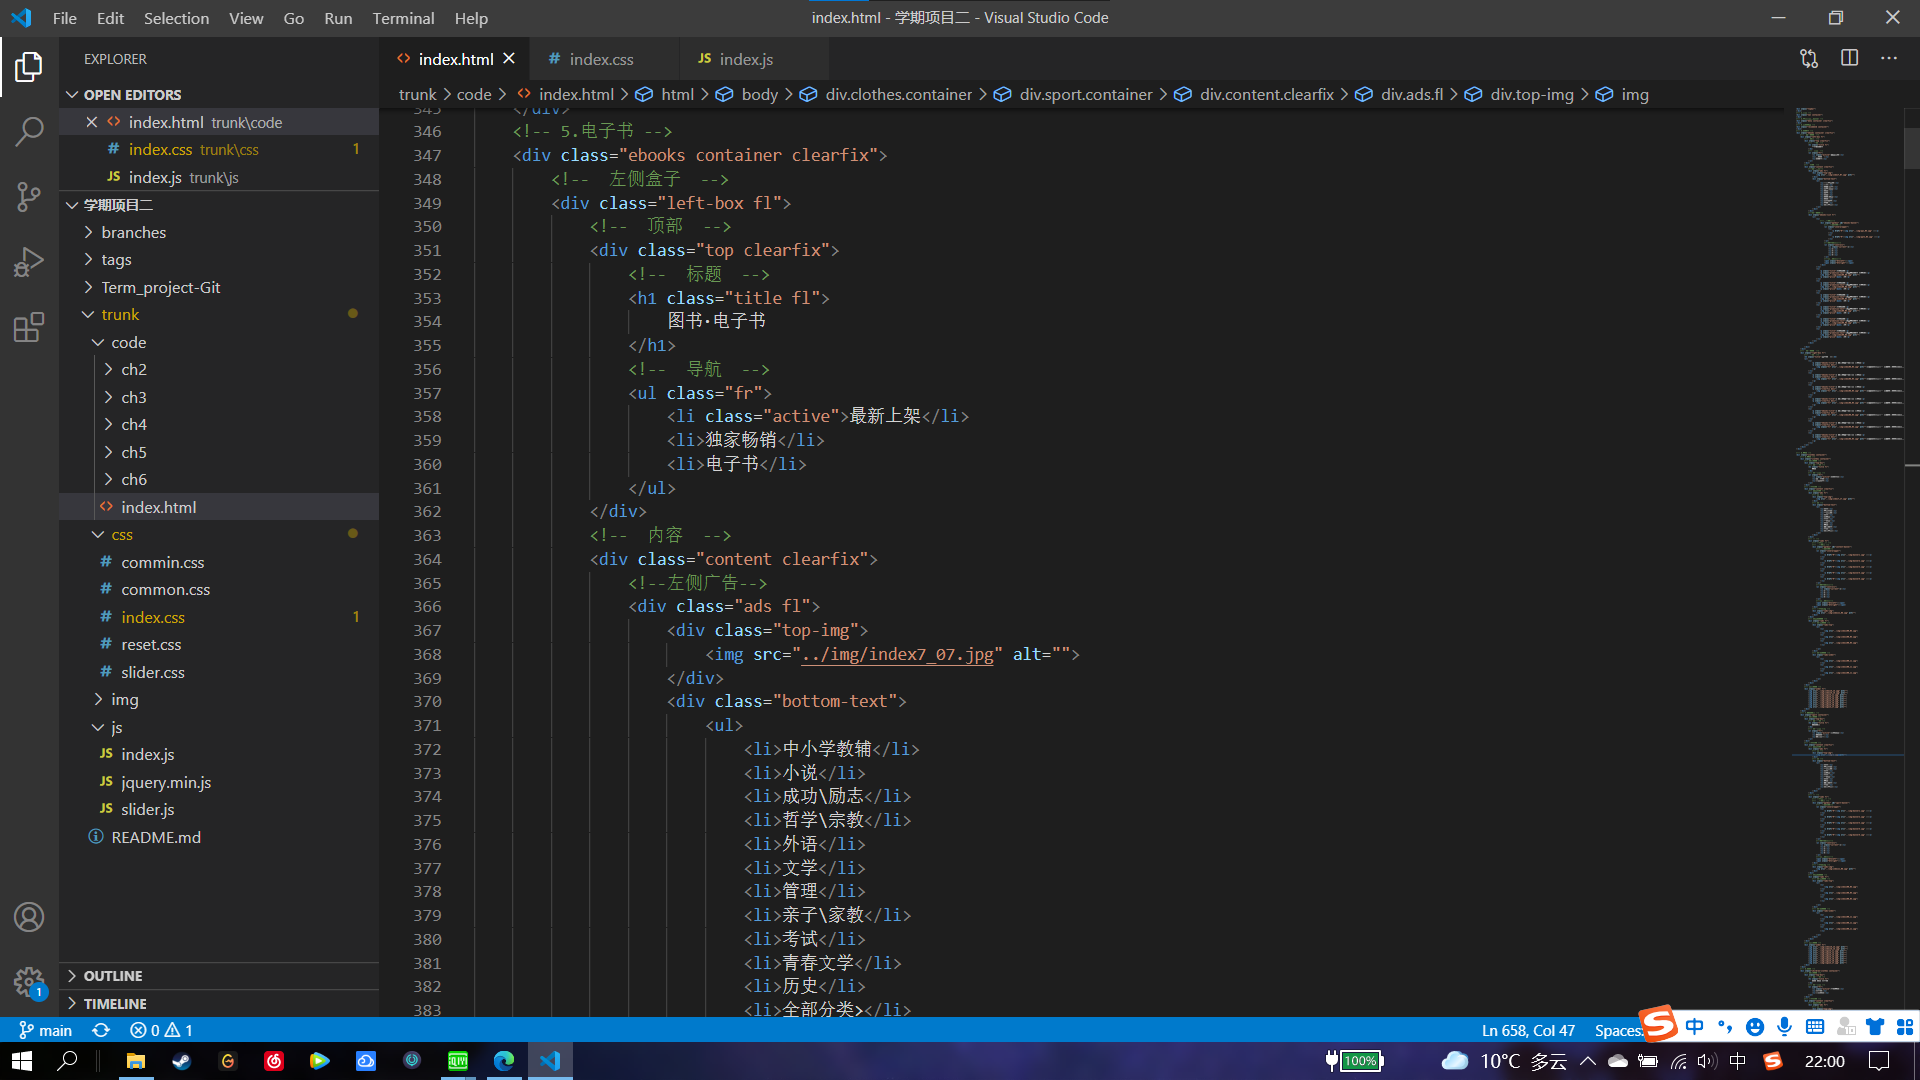 File Edit Selection View Go Run Terminal Help
index.html - 学期项目二 - Visual Studio Code
EXPLORER
OPEN EDITORS
index.html trunk\code
index.css trunk\css 1
index.js trunk\js
学期项目二
branches
tags
Term_project-Git
trunk
code
ch2
ch3
ch4
ch5
ch6
index.html
css
commin.css
common.css
index.css 1
reset.css
slider.css
img
js
index.js
jquery.min.js
slider.js
README.md
OUTLINE
TIMELINE
index.html
index.css
index.js
trunk > code > index.html > html > body > div.clothes.container > div.sport.container > div.content.clearfix > div.ads.fl > div.top-img > img
345 </div>
346 <!-- 5.电子书 -->
347 <div class="ebooks container clearfix">
348 <!--  左侧盒子  -->
349 <div class="left-box fl">
350 <!--  顶部  -->
351 <div class="top clearfix">
352 <!--  标题  -->
353 <h1 class="title fl">
354 图书·电子书
355 </h1>
356 <!--  导航  -->
357 <ul class="fr">
358 <li class="active">最新上架</li>
359 <li>独家畅销</li>
360 <li>电子书</li>
361 </ul>
362 </div>
363 <!--  内容  -->
364 <div class="content clearfix">
365 <!--左侧广告-->
366 <div class="ads fl">
367 <div class="top-img">
368 <img src="../img/index7_07.jpg" alt="">
369 </div>
370 <div class="bottom-text">
371 <ul>
372 <li>中小学教辅</li>
373 <li>小说</li>
374 <li>成功\励志</li>
375 <li>哲学\宗教</li>
376 <li>外语</li>
377 <li>文学</li>
378 <li>管理</li>
379 <li>亲子\家教</li>
380 <li>考试</li>
381 <li>青春文学</li>
382 <li>历史</li>
383 <li>全部分类></li>
1
main 0 1
Ln 658, Col 47 Spaces:
中
100% 10°C 多云 中 22:00